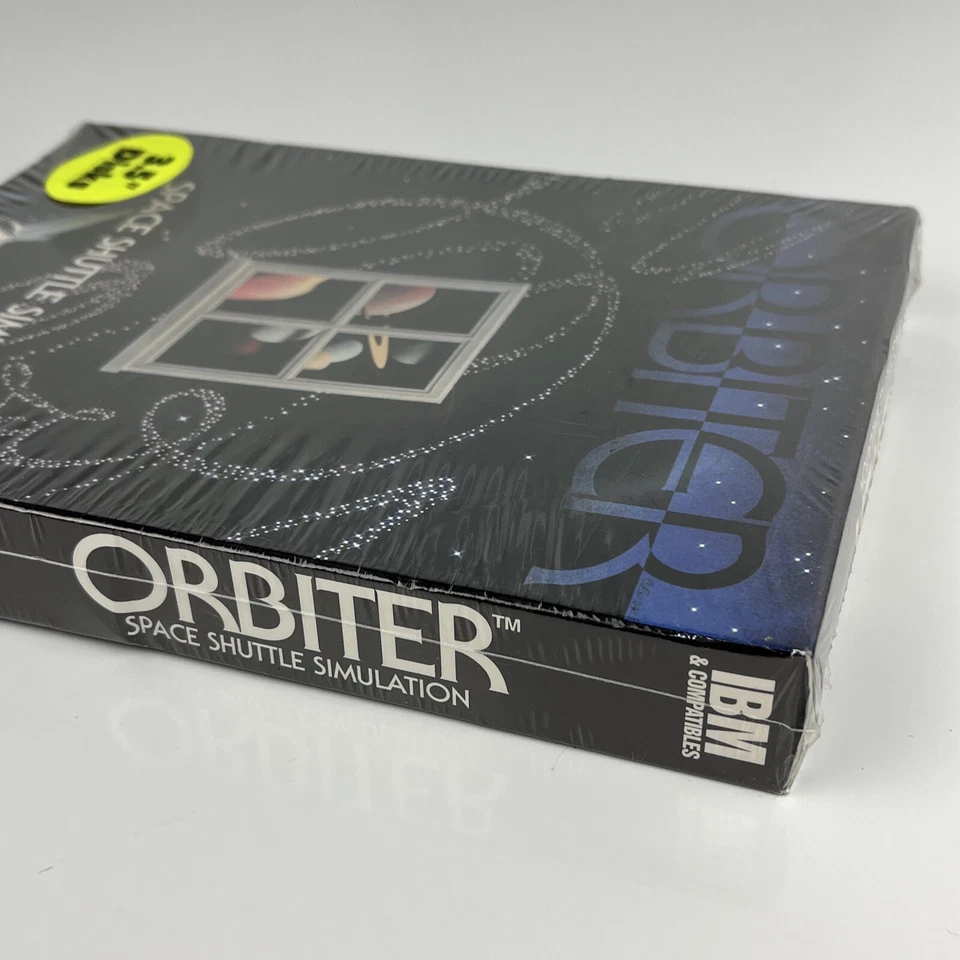 3.5"
Disks
SPACE SHUTTLE SIM
ORBITER
ORBITER™
SPACE SHUTTLE SIMULATION
IBM
& COMPATIBLES